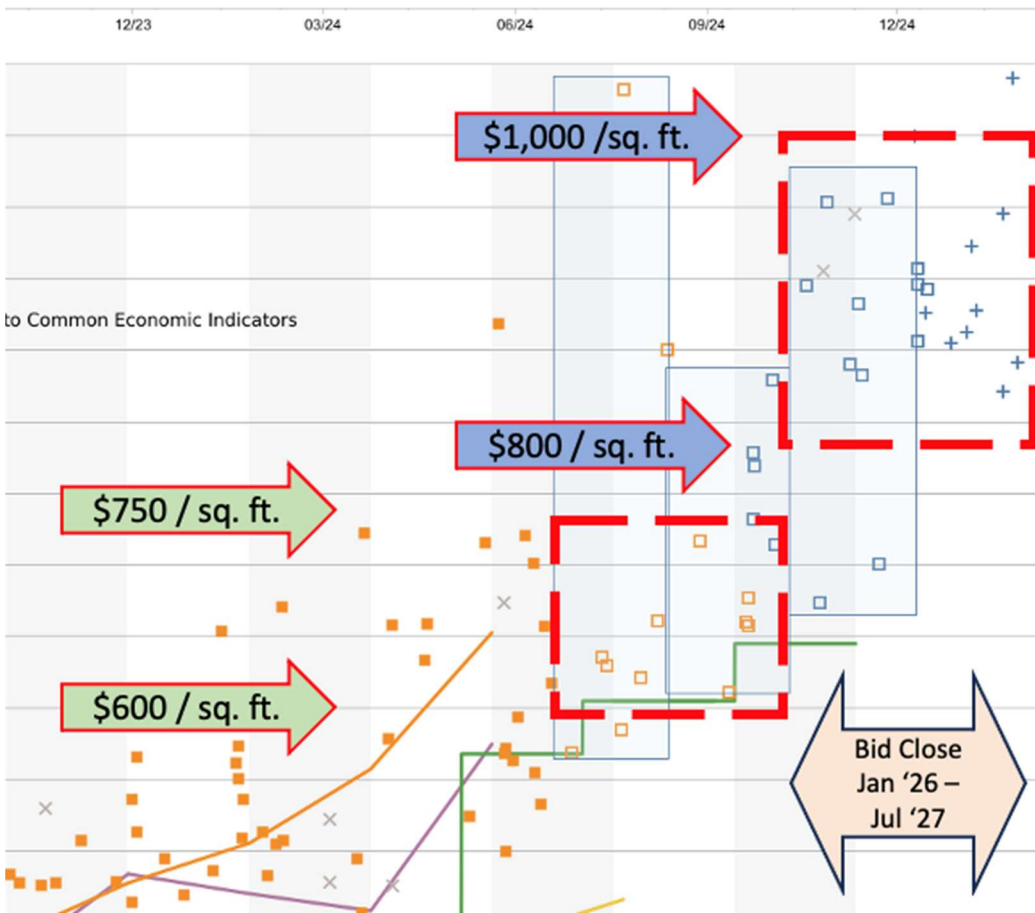 12/23 03/24 06/24 09/24 12/24
$1,000 /sq. ft.
to Common Economic Indicators
$800 / sq. ft.
$750 / sq. ft.
$600 / sq. ft.
Bid Close
Jan ‘26 –
Jul ‘27